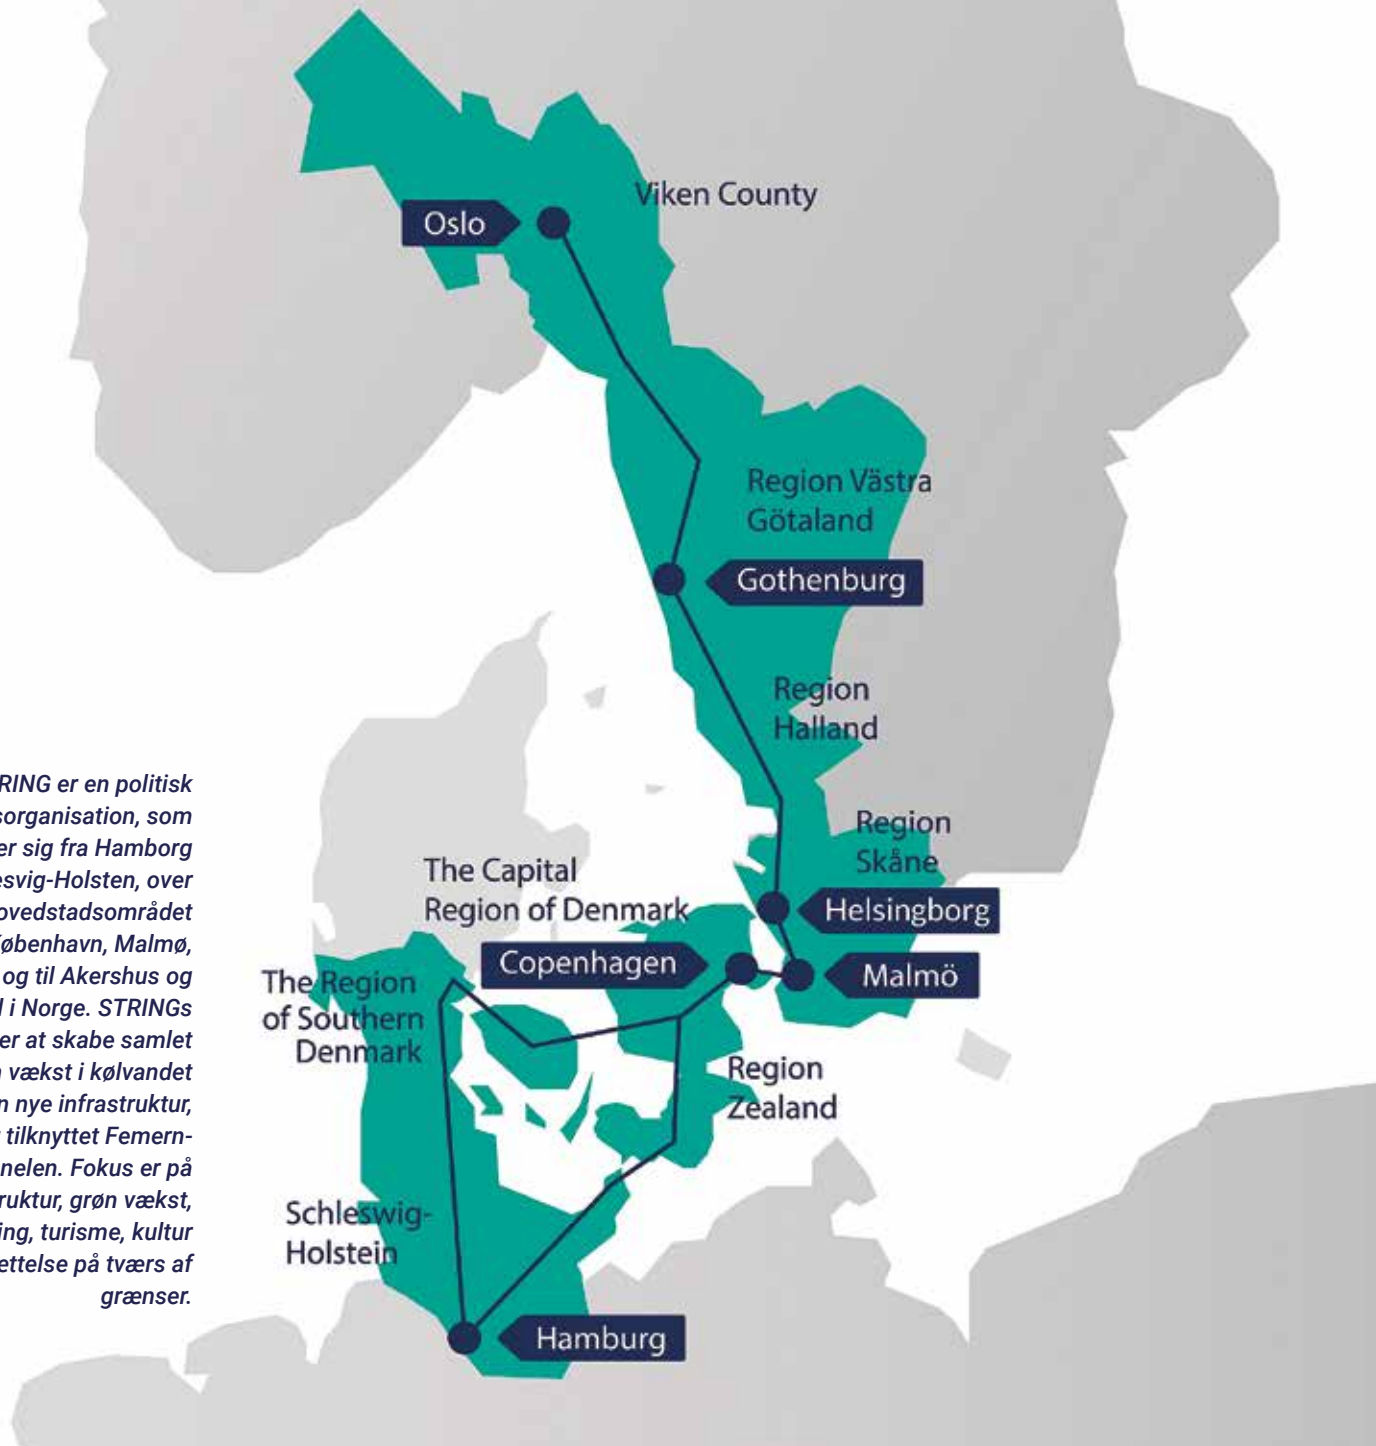 Viken County
Oslo
Region Västra
Götaland
Gothenburg
Region
Halland
Region
Skåne
The Capital
Region of Denmark
Helsingborg
Copenhagen
Malmö
The Region
of Southern
Denmark
Region
Zealand
Schleswig-
Holstein
Hamburg
RING er en politisk
sorganisation, som
er sig fra Hamborg
esvig-Holsten, over
ovedstadsområdet
København, Malmø,
og til Akershus og
i Norge. STRINGs
er at skabe samlet
vækst i kølvandet
n nye infrastruktur,
tilknyttet Femern-
nelen. Fokus er på
ruktur, grøn vækst,
ing, turisme, kultur
ettelse på tværs af
grænser.